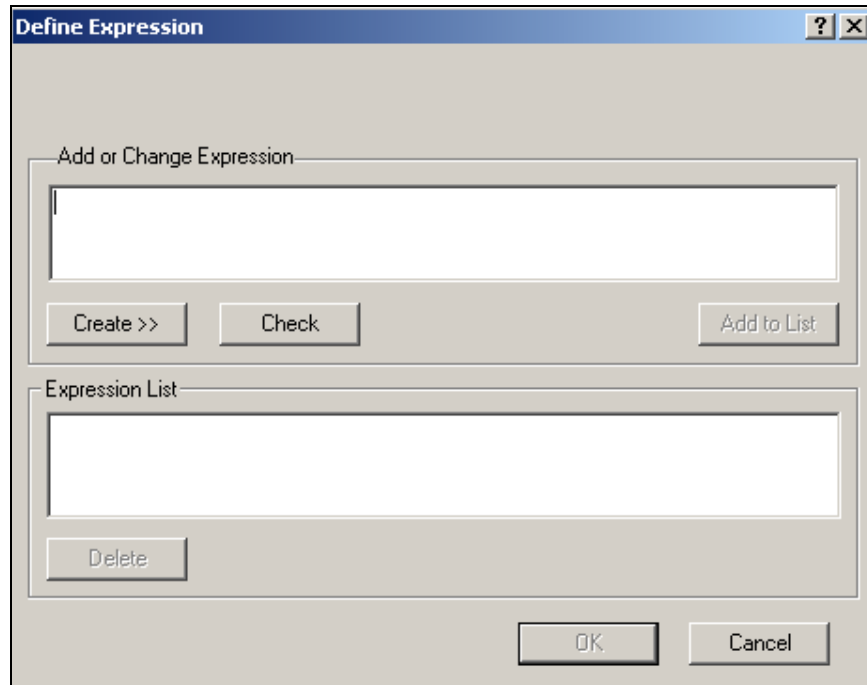 Define Expression
Add or Change Expression
Create >> Check Add to List
Expression List
Delete
OK Cancel